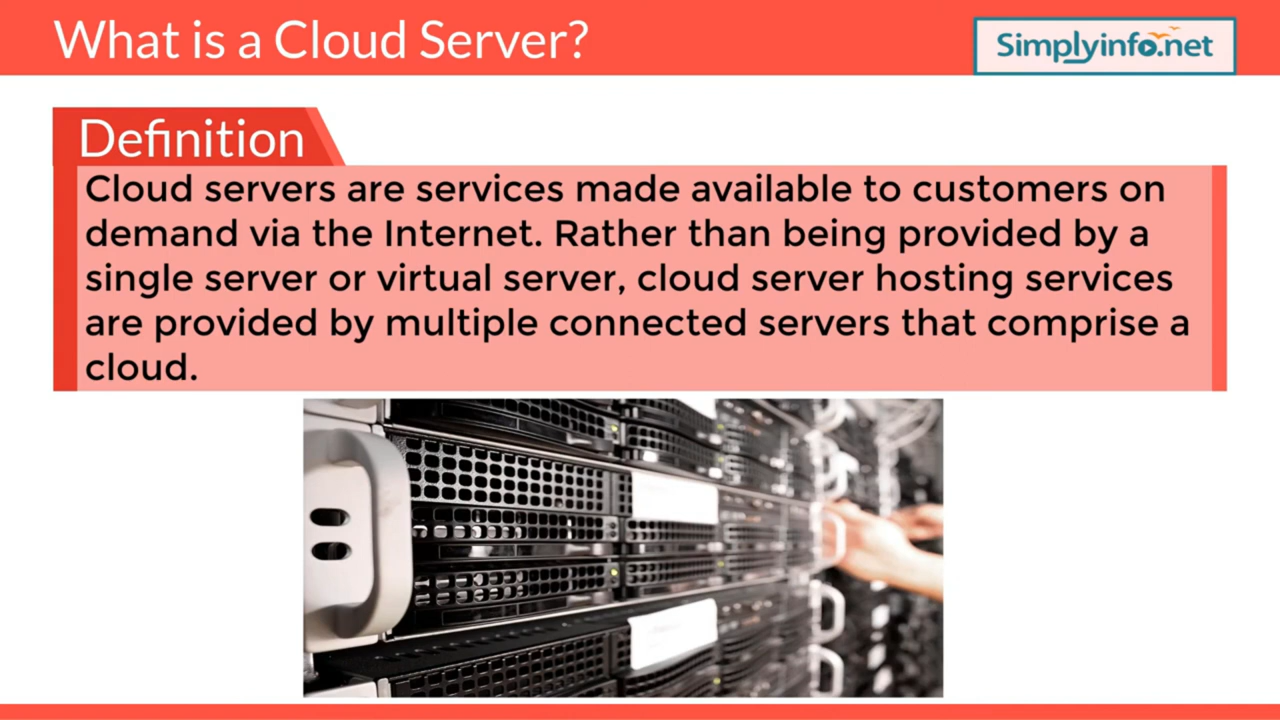 What is a Cloud Server?
Simplyinfo.net
Definition
Cloud servers are services made available to customers on
demand via the Internet. Rather than being provided by a
single server or virtual server, cloud server hosting services
are provided by multiple connected servers that comprise a
cloud.